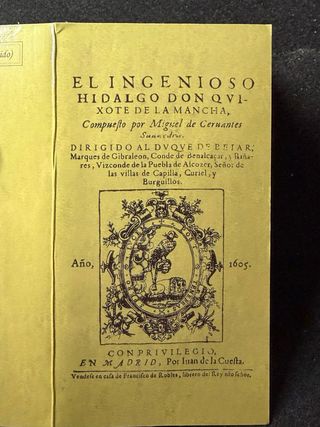 ido)
EL INGENIOSO
HIDALGO DON QVI-
XOTE DE LA MANCHA,
Compuesto por Miguel de Ceruantes
Saauedra.
DIRIGIDO AL DVQVE DE BEIAR,
Marques de Gibraleon, Conde de Benalcaçar, y Baña-
res, Vizconde de la Puebla de Alcozer, Señor de
las villas de Capilla, Curiel, y
Burguillos.
Año, 1605.
CON PRIVILEGIO,
EN MADRID, Por Iuan de la Cuesta.
Vendese en casa de Francisco de Robles, librero del Rey nr̃o señor.